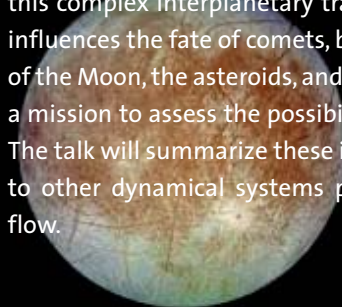 this complex interplanetary tra
influences the fate of comets, b
of the Moon, the asteroids, and
a mission to assess the possibi
The talk will summarize these i
to other dynamical systems p
flow.